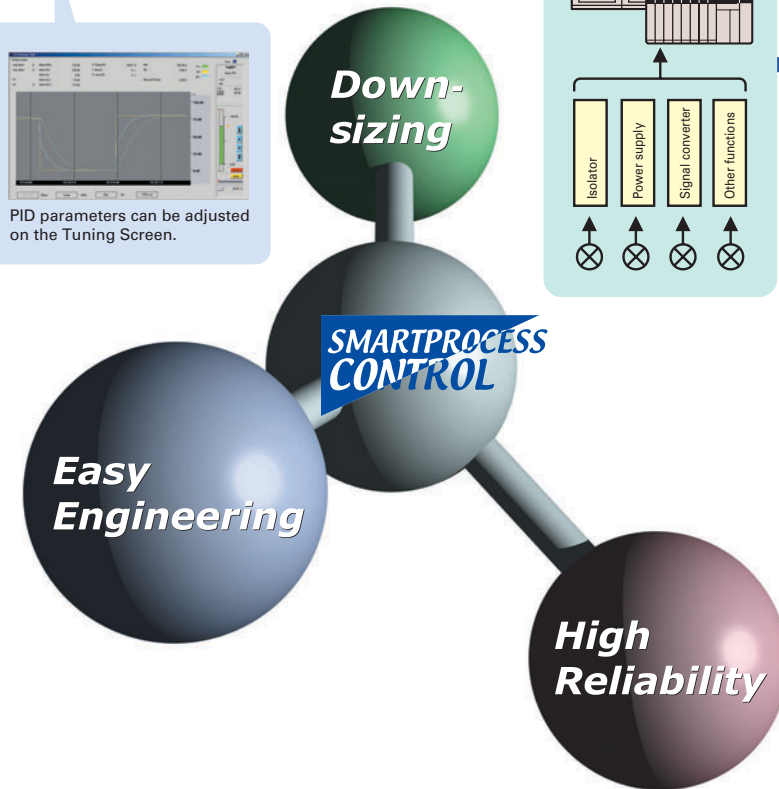 PID parameters can be adjusted
on the Tuning Screen.
Down-
sizing
Isolator
Power supply
Signal converter
Other functions
SMARTPROCESS
CONTROL
Easy
Engineering
High
Reliability